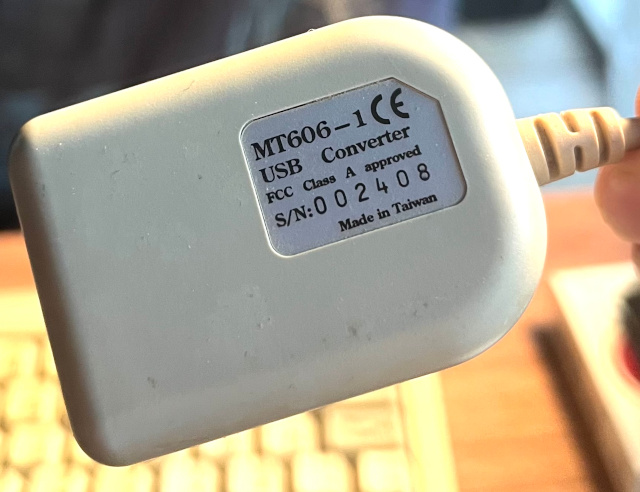 MT606-1 CE
USB Converter
FCC Class A approved
S/N:002408
Made in Taiwan